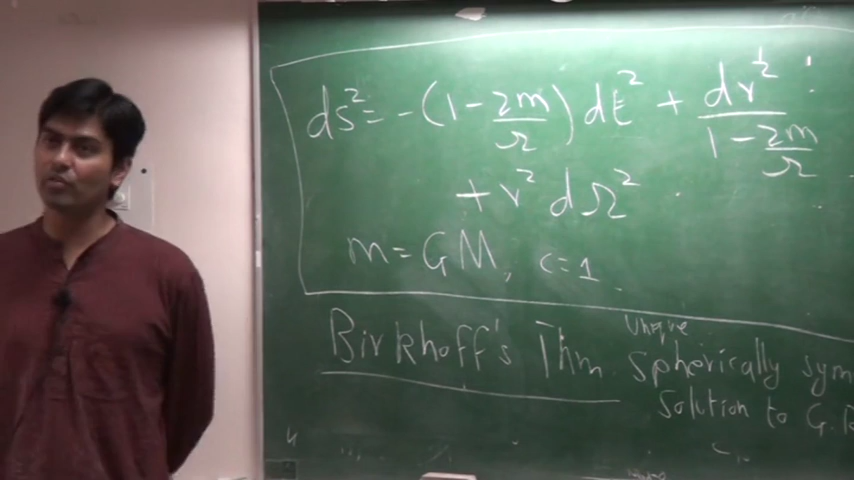 ds² = -(1 - 2m/r) dt² + dr²/(1 - 2m/r)
+ r² dΩ²
m = GM, c=1.
Birkhoff's Thm Unique
Spherically sym
Solution to G.R